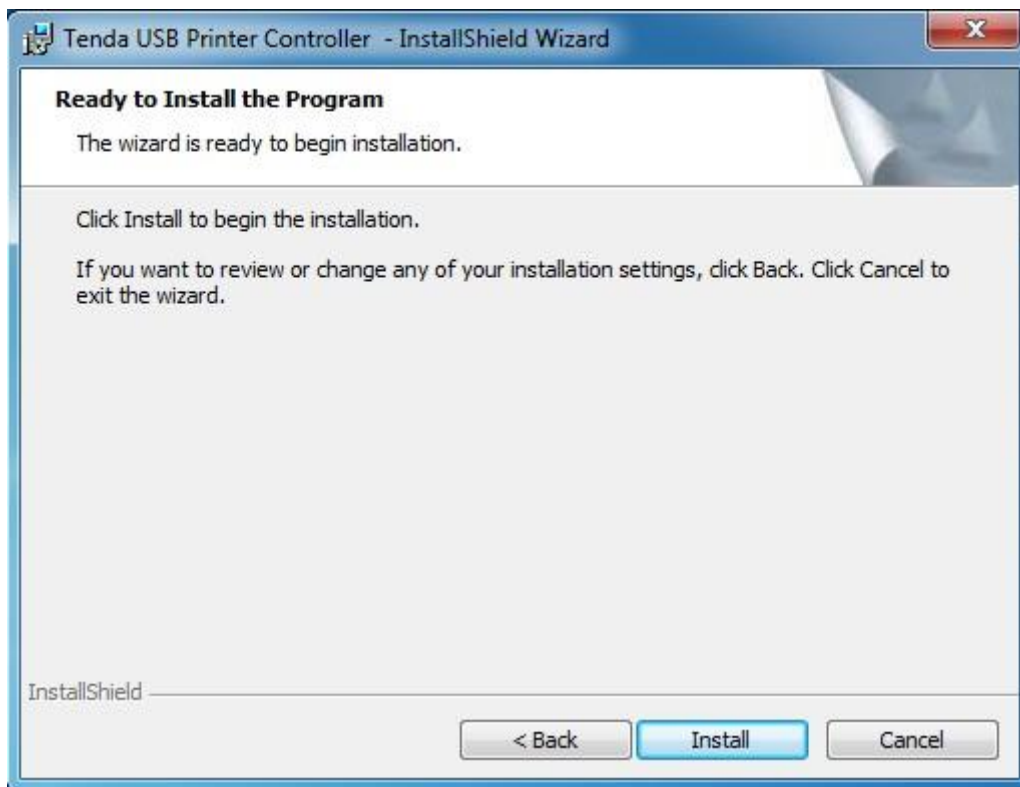 Tenda USB Printer Controller - InstallShield Wizard
X
Ready to Install the Program
The wizard is ready to begin installation.
Click Install to begin the installation.
If you want to review or change any of your installation settings, click Back. Click Cancel to
exit the wizard.
InstallShield
< Back
Install
Cancel